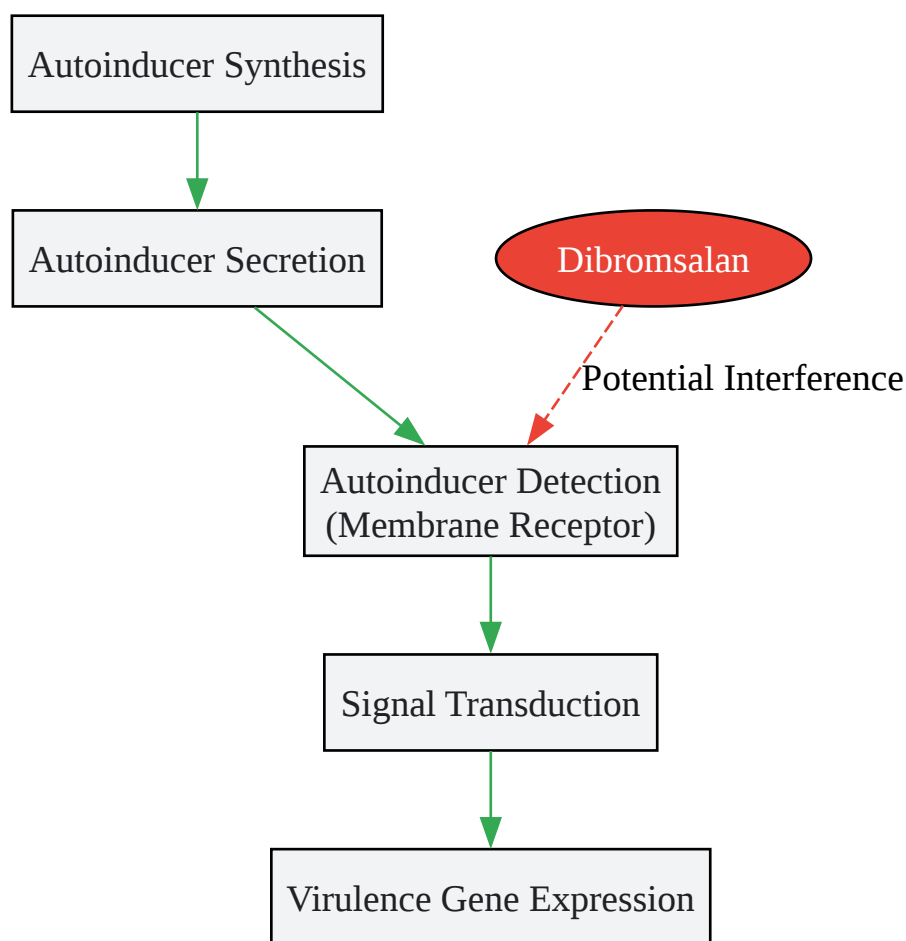 Autoinducer Synthesis
Autoinducer Secretion
Dibromsalan
Potential Interference
Autoinducer Detection
(Membrane Receptor)
Signal Transduction
Virulence Gene Expression